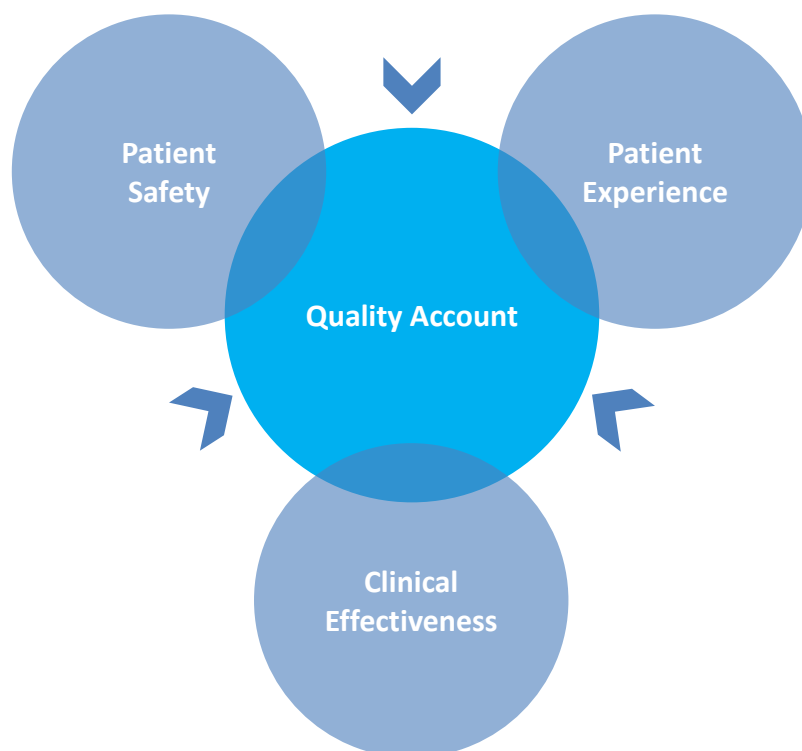 Patient
Safety
Patient
Experience
Quality Account
Clinical
Effectiveness